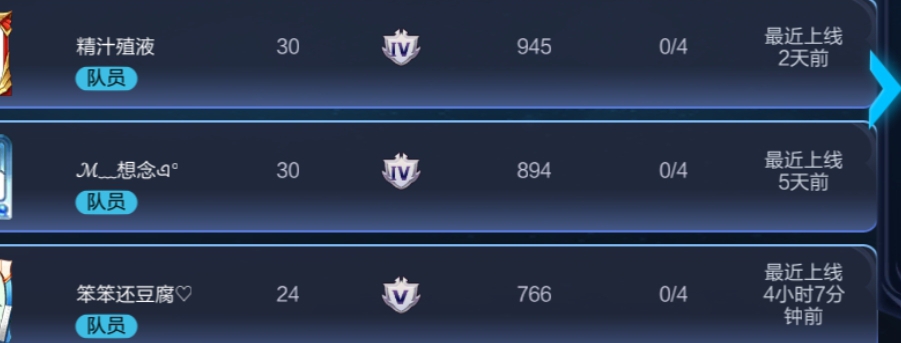 精汁殖液 30 IV 945 0/4 最近上线
2天前
队员
ℳ﹏想念ঞ° 30 IV 894 0/4 最近上线
5天前
队员
笨笨还豆腐♡ 24 V 766 0/4 最近上线
4小时7分
钟前
队员